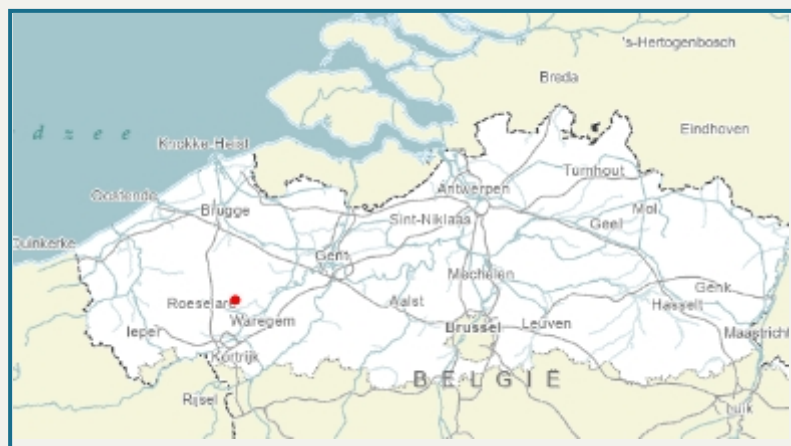 's-Hertogenbosch
Breda
Eindhoven
d z e e
Knokke-Heist
Turnhout
Antwerpen
Oostende
Brugge
Mol
Sint-Niklaas
Geel
Duinkerke
Gent
Mechelen
Genk
Roeselare
Aalst
Hasselt
Waregem
Ieper
Brussel
Leuven
Maastricht
Kortrijk
BELGIË
Rijsel
Luik